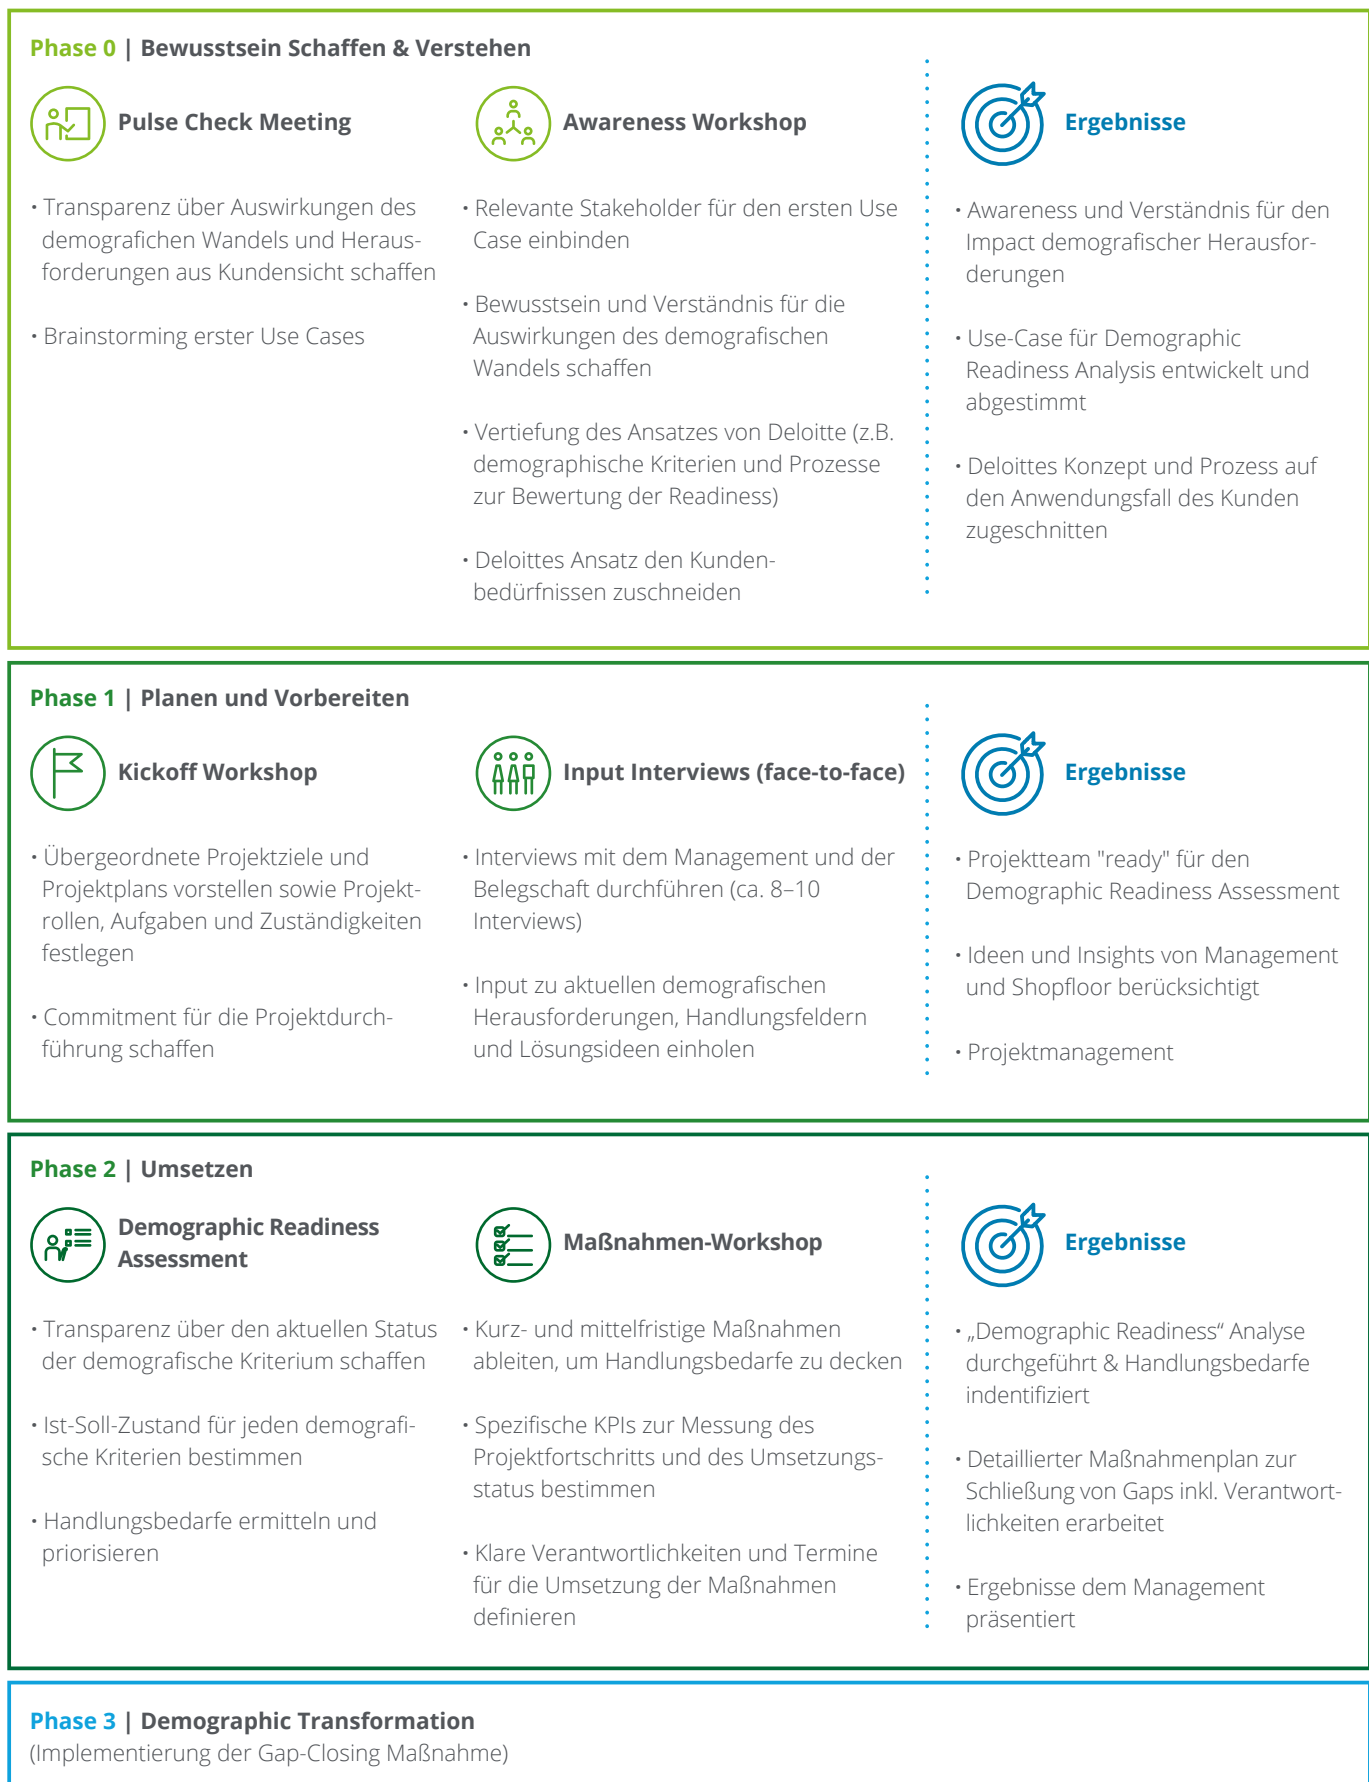 Phase 0 | Bewusstsein Schaffen & Verstehen
Pulse Check Meeting
• Transparenz über Auswirkungen des
demografichen Wandels und Heraus-
forderungen aus Kundensicht schaffen
• Brainstorming erster Use Cases
Awareness Workshop
• Relevante Stakeholder für den ersten Use
Case einbinden
• Bewusstsein und Verständnis für die
Auswirkungen des demografischen
Wandels schaffen
• Vertiefung des Ansatzes von Deloitte (z.B.
demographische Kriterien und Prozesse
zur Bewertung der Readiness)
• Deloittes Ansatz den Kunden-
bedürfnissen zuschneiden
Ergebnisse
• Awareness und Verständnis für den
Impact demografischer Herausfor-
derungen
• Use-Case für Demographic
Readiness Analysis entwickelt und
abgestimmt
• Deloittes Konzept und Prozess auf
den Anwendungsfall des Kunden
zugeschnitten
Phase 1 | Planen und Vorbereiten
Kickoff Workshop
• Übergeordnete Projektziele und
Projektplans vorstellen sowie Projekt-
rollen, Aufgaben und Zuständigkeiten
festlegen
• Commitment für die Projektdurch-
führung schaffen
Input Interviews (face-to-face)
• Interviews mit dem Management und der
Belegschaft durchführen (ca. 8–10
Interviews)
• Input zu aktuellen demografischen
Herausforderungen, Handlungsfeldern
und Lösungsideen einholen
Ergebnisse
• Projektteam "ready" für den
Demographic Readiness Assessment
• Ideen und Insights von Management
und Shopfloor berücksichtigt
• Projektmanagement
Phase 2 | Umsetzen
Demographic Readiness
Assessment
• Transparenz über den aktuellen Status
der demografische Kriterium schaffen
• Ist-Soll-Zustand für jeden demografi-
sche Kriterien bestimmen
• Handlungsbedarfe ermitteln und
priorisieren
Maßnahmen-Workshop
• Kurz- und mittelfristige Maßnahmen
ableiten, um Handlungsbedarfe zu decken
• Spezifische KPIs zur Messung des
Projektfortschritts und des Umsetzungs-
status bestimmen
• Klare Verantwortlichkeiten und Termine
für die Umsetzung der Maßnahmen
definieren
Ergebnisse
• „Demographic Readiness“ Analyse
durchgeführt & Handlungsbedarfe
indentifiziert
• Detaillierter Maßnahmenplan zur
Schließung von Gaps inkl. Verantwort-
lichkeiten erarbeitet
• Ergebnisse dem Management
präsentiert
Phase 3 | Demographic Transformation
(Implementierung der Gap-Closing Maßnahme)